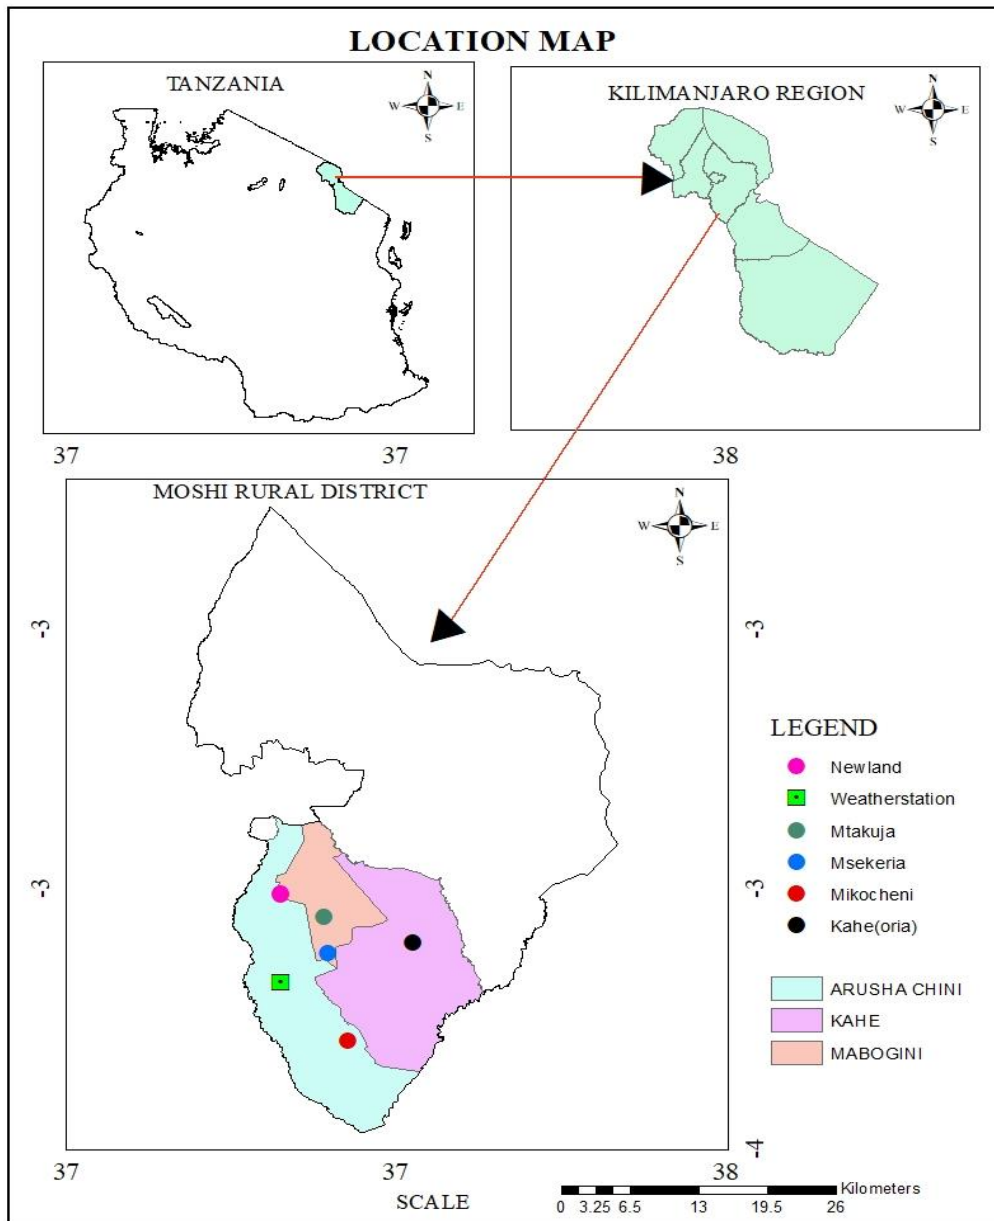 LOCATION MAP
TANZANIA
N
W E
S
KILIMANJARO REGION
N
W E
S
37 37 38
MOSHI RURAL DISTRICT
N
W E
S
-3 -3
-3 -3
-4
LEGEND
Newland
Weatherstation
Mtakuja
Msekeria
Mikocheni
Kahe(oria)
ARUSHA CHINI
KAHE
MABOGINI
37 37 38
SCALE
Kilometers
0 3.25 6.5 13 19.5 26